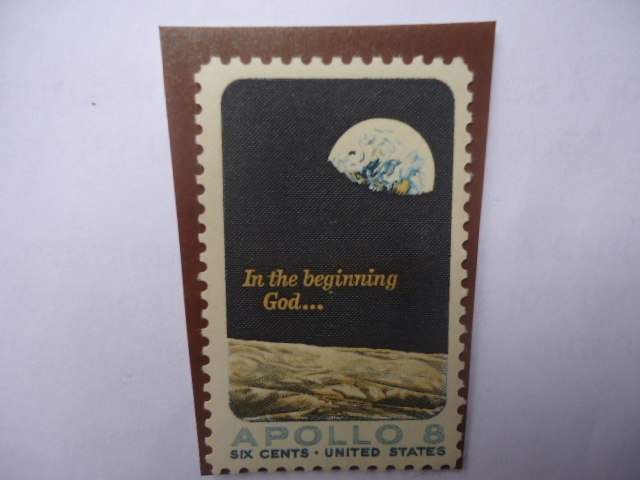 In the beginning
God...
APOLLO 8
SIX CENTS · UNITED STATES